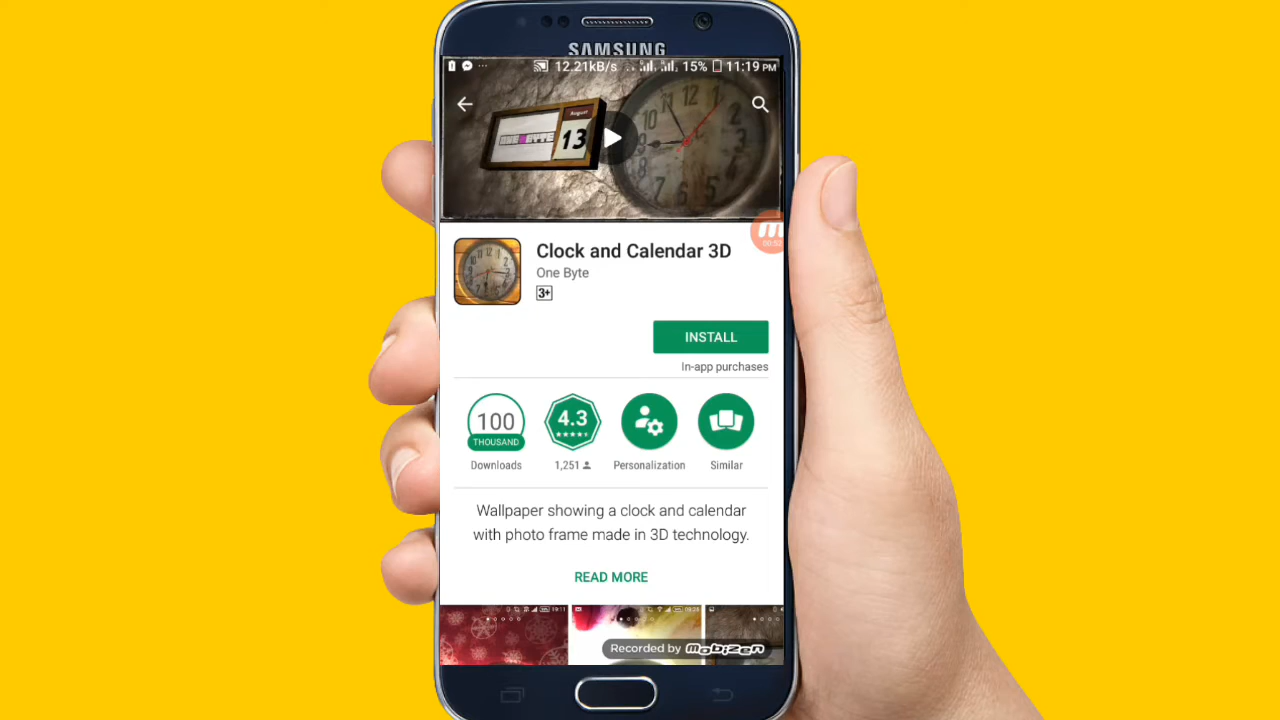 SAMSUNG
12.21kB/s 15% 11:19 PM
August
13
Clock and Calendar 3D
One Byte
3+
INSTALL
In-app purchases
100
THOUSAND
4.3
Downloads
1,251
Personalization
Similar
Wallpaper showing a clock and calendar
with photo frame made in 3D technology.
READ MORE
Recorded by mobizen